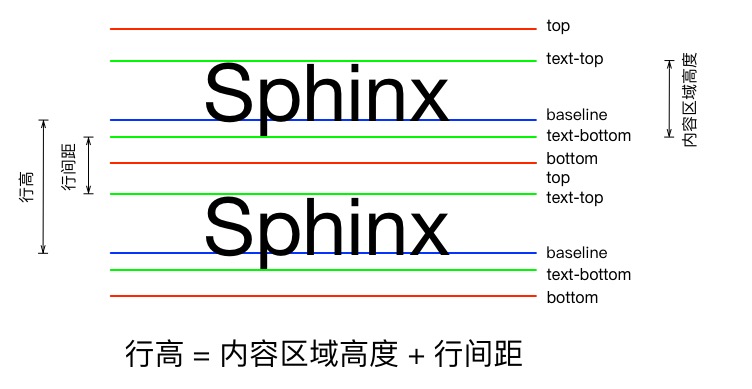 top
text-top
Sphinx
baseline
text-bottom
bottom
top
text-top
Sphinx
baseline
text-bottom
bottom
行高
行间距
内容区域高度
行高 = 内容区域高度 + 行间距